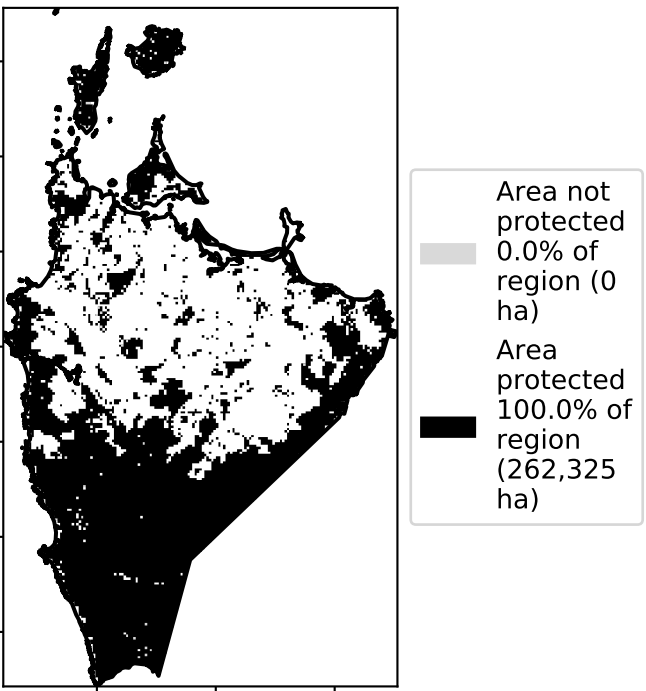 Area not
protected
0.0% of
region (0
ha)
Area
protected
100.0% of
region
(262,325
ha)